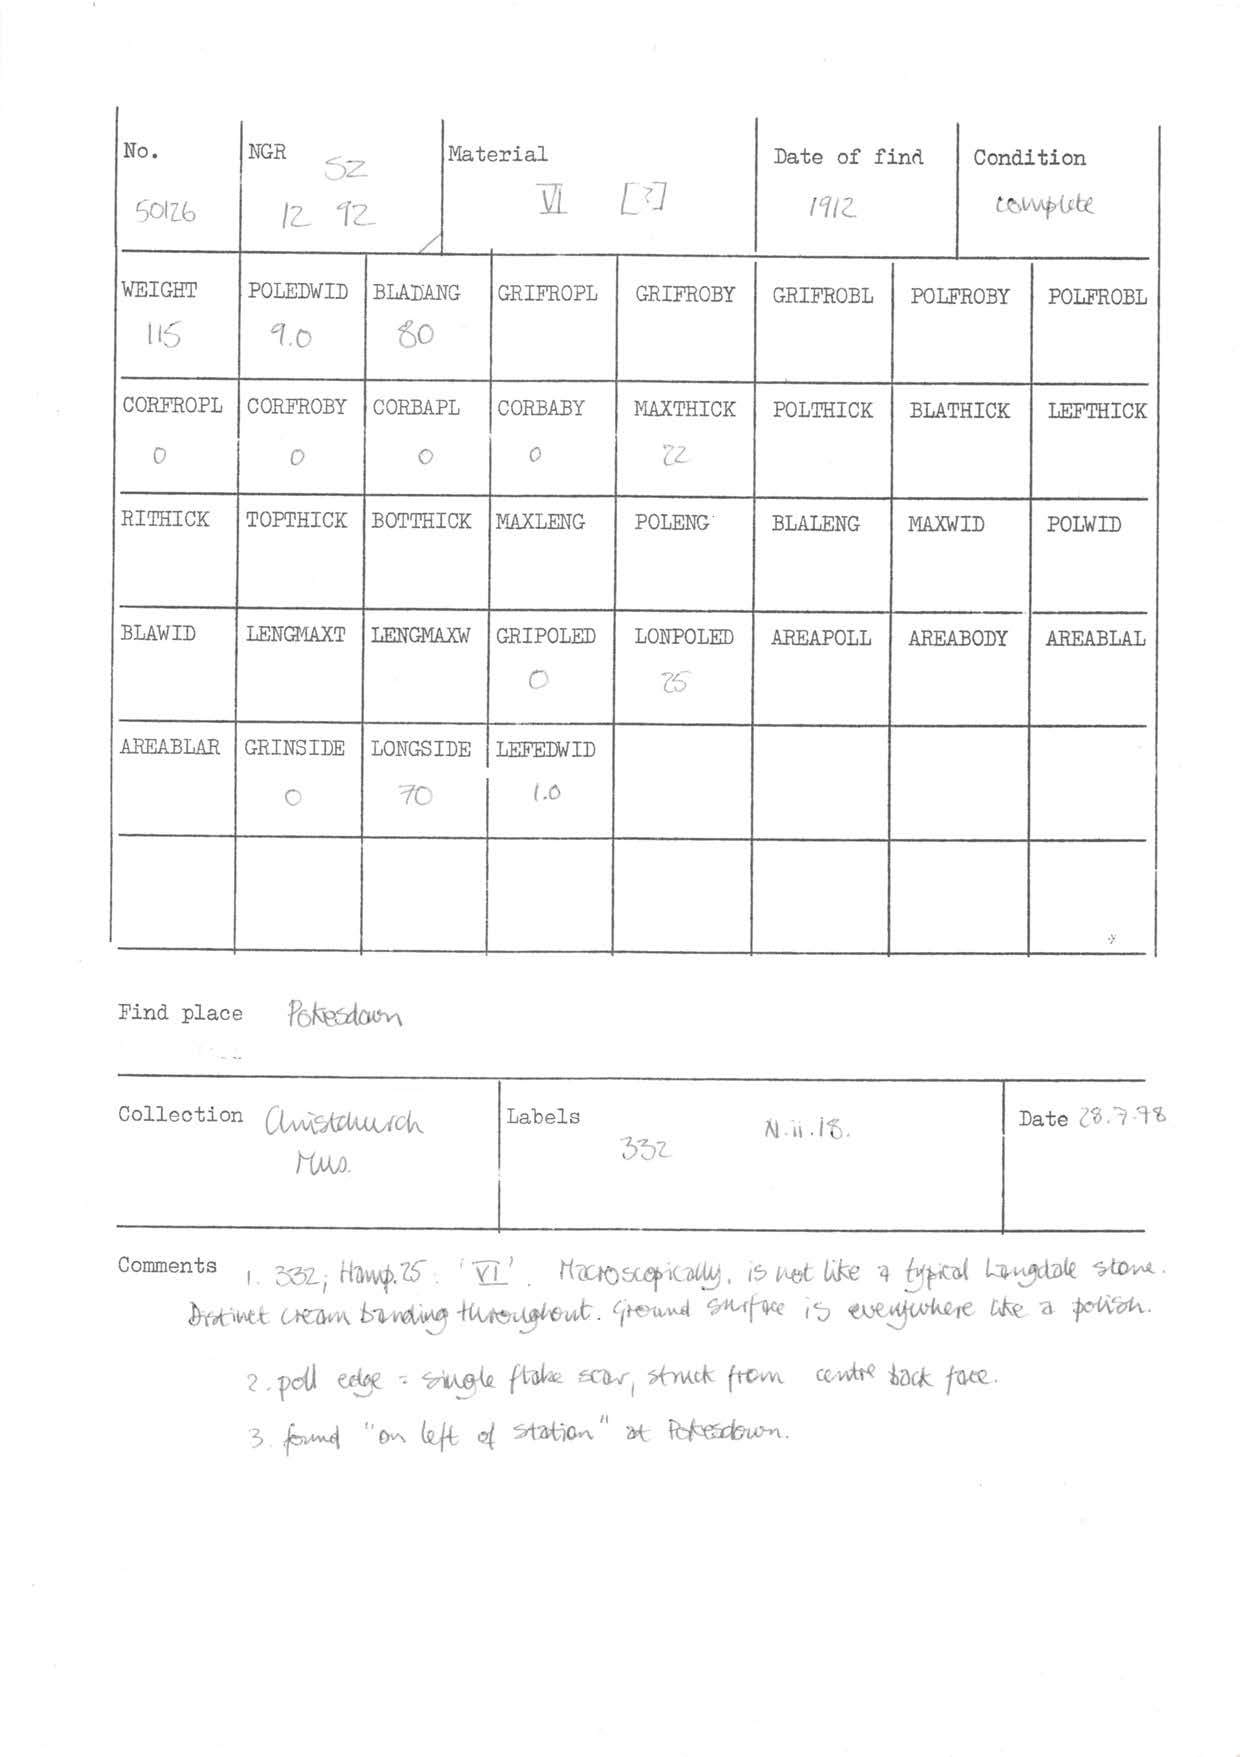 No. NGR Material Date of find Condition
SZ
50126 12 92 VI [?] 1912 complete
WEIGHT POLEDWID BLADANG GRIFROPL GRIFROBY GRIFROBL POLFROBY POLFROBL
115 9.0 80
CORFROPL CORFROBY CORBAPL CORBABY MAXTHICK POLTHICK BLATHICK LEFTHICK
0 0 0 0 22
RITHICK TOPTHICK BOTTHICK MAXLENG POLENG BLALENG MAXWID POLWID
BLAWID LENGMAXT LENGMAXW GRIPOLED LONPOLED AREAPOLL AREABODY AREABLAL
0 25
AREABLAR GRINSIDE LONGSIDE LEFEDWID
0 70 1.0
Find place Pokesdown
Collection Christchurch Labels N.ii.18. Date 28.7.98
Mus. 332
Comments 1. 332; Hamp.25: 'VI'. Macroscopically, is not like a typical Langdale stone.
Distinct cream banding throughout. Ground surface is everywhere like a polish.
2. poll edge = single flake scar, struck from centre back face.
3. found "on left of station" at Pokesdown.